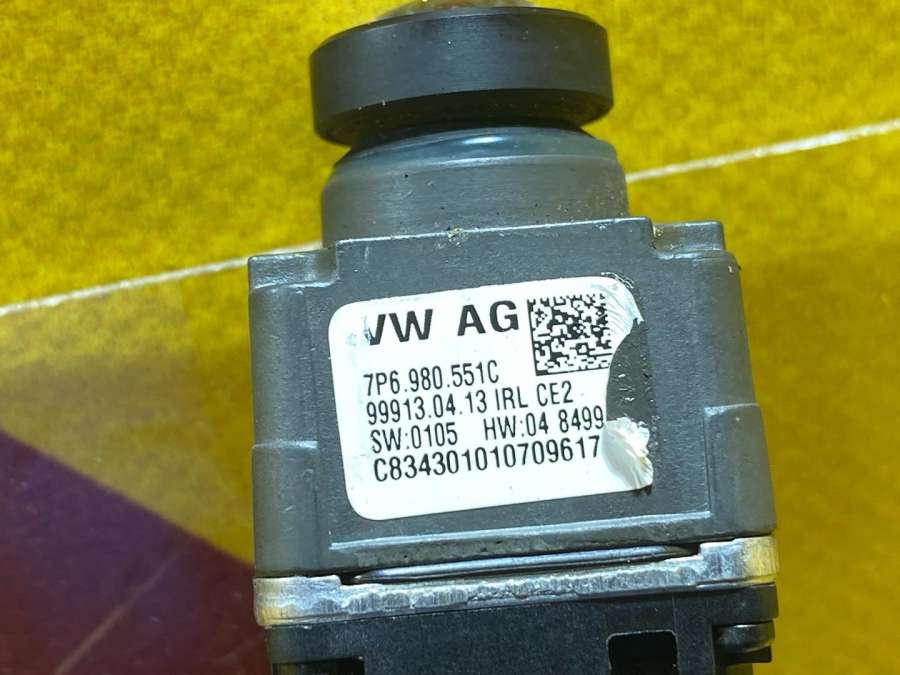 VW AG
7P6.980.551C
99913.04.13 IRL CE2
SW:0105 HW:04 8499
C834301010709617